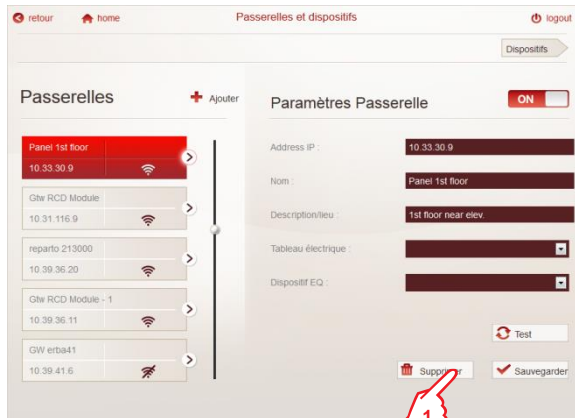 retour home Passerelles et dispositifs logout
Dispositifs
Passerelles Ajouter
Panel 1st floor
10.33.30.9
Gtw RCD Module
10.31.116.9
reparto 213000
10.39.36.20
Gtw RCD Module - 1
10.39.36.11
GW erba41
10.39.41.6
Paramètres Passerelle ON
Address IP : 10.33.30.9
Nom : Panel 1st floor
Description/lieu : 1st floor near elev.
Tableau électrique :
Dispositif EQ :
Test
Supprimer Sauvegarder
1